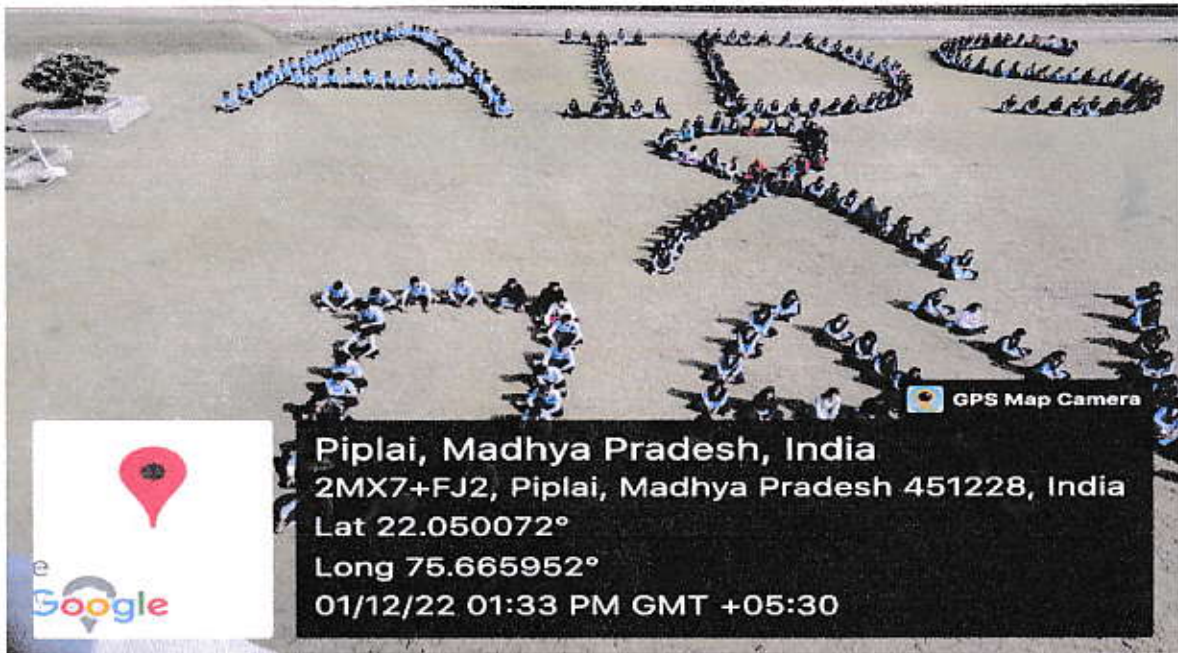 AIDS
DAY
GPS Map Camera
Piplai, Madhya Pradesh, India
2MX7+FJ2, Piplai, Madhya Pradesh 451228, India
Lat 22.050072°
Long 75.665952°
01/12/22 01:33 PM GMT +05:30
Google